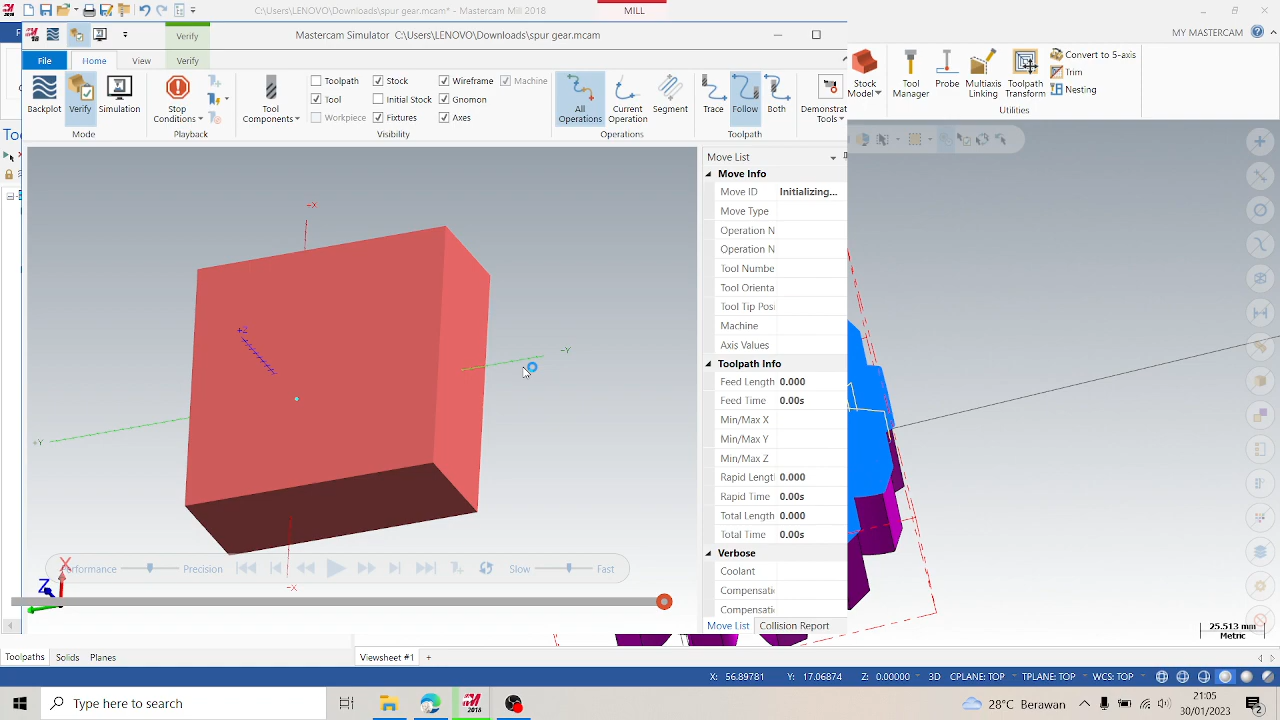 C:\Users\LENOVO\Downloads\spur gear.mcam* - Mastercam Mill 2018
MILL
Verify
Mastercam Simulator C:\Users\LENOVO\Downloads\spur gear.mcam
MY MASTERCAM
File
Home
View
Verify
Backplot
Verify
Simulation
Mode
Stop Conditions
Playback
Tool Components
Toolpath
Stock
Wireframe
Machine
Tool
Initial Stock
Gnomon
Workpiece
Fixtures
Axes
Visibility
All Operations
Current Operation
Segment
Operations
Trace
Follow
Both
Toolpath
Demonstrat
Tools
Stock Model
Tool Manager
Probe
Multiaxis Linking
Toolpath Transform
Convert to 5-axis
Trim
Nesting
Utilities
Move List
Move Info
Move ID Initializing...
Move Type
Operation N
Operation N
Tool Numbe
Tool Orienta
Tool Tip Posi
Machine
Axis Values
Toolpath Info
Feed Length 0.000
Feed Time 0.00s
Min/Max X
Min/Max Y
Min/Max Z
Rapid Lengt 0.000
Rapid Time 0.00s
Total Length 0.000
Total Time 0.00s
Verbose
Coolant
Compensati
Compensati
Move List
Collision Report
+X
+Z
-Y
+Y
-X
X
Z
erformance
Precision
Slow
Fast
25.513 mm
Metric
Toolpaths
Solids
Planes
Viewsheet #1
+
X: 56.89781 Y: 17.06874 Z: 0.00000 3D CPLANE: TOP TPLANE: TOP WCS: TOP
Type here to search
28°C Berawan
21:05
30/01/2023
2